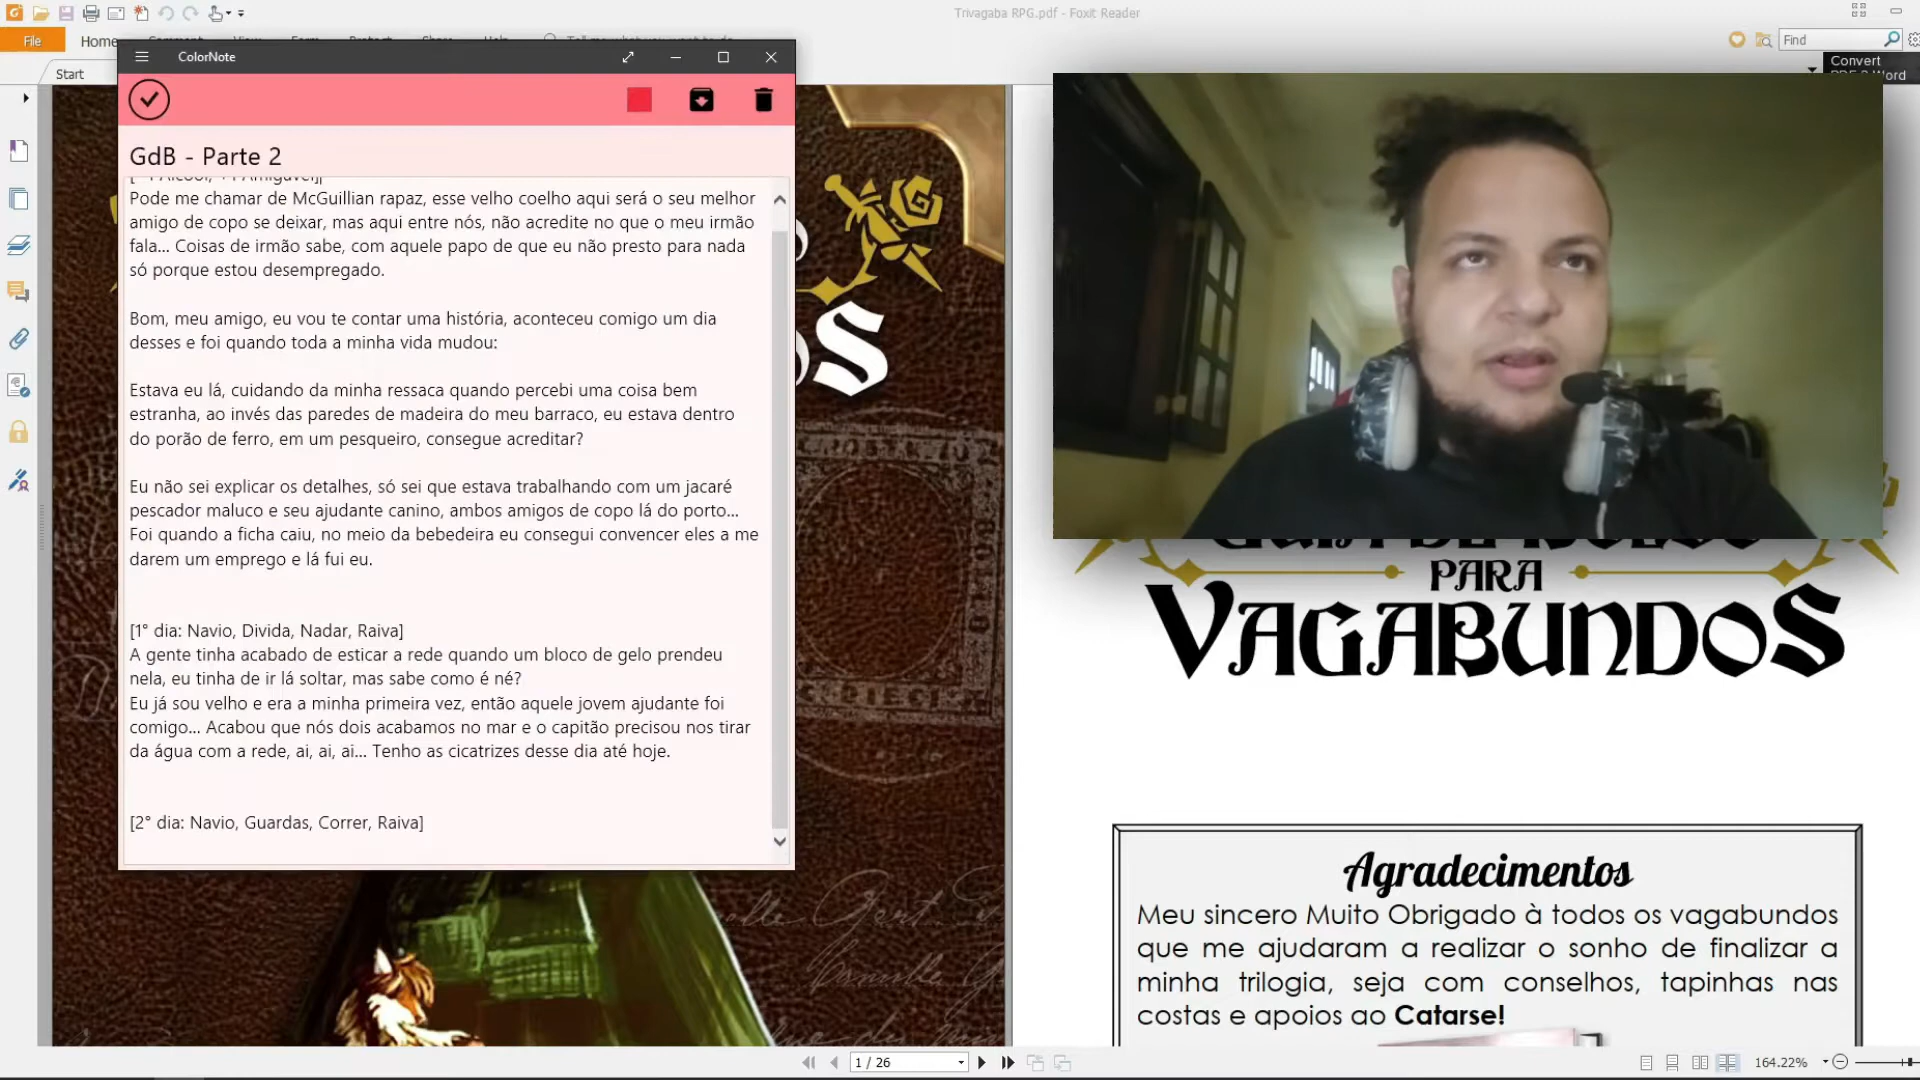 Trivagaba RPG.pdf - Foxit Reader
File
Home
Find
Start
Convert
ColorNote
GdB - Parte 2
Pode me chamar de McGuillian rapaz, esse velho coelho aqui será o seu melhor
amigo de copo se deixar, mas aqui entre nós, não acredite no que o meu irmão
fala... Coisas de irmão sabe, com aquele papo de que eu não presto para nada
só porque estou desempregado.
Bom, meu amigo, eu vou te contar uma história, aconteceu comigo um dia
desses e foi quando toda a minha vida mudou:
Estava eu lá, cuidando da minha ressaca quando percebi uma coisa bem
estranha, ao invés das paredes de madeira do meu barraco, eu estava dentro
do porão de ferro, em um pesqueiro, consegue acreditar?
Eu não sei explicar os detalhes, só sei que estava trabalhando com um jacaré
pescador maluco e seu ajudante canino, ambos amigos de copo lá do porto...
Foi quando a ficha caiu, no meio da bebedeira eu consegui convencer eles a me
darem um emprego e lá fui eu.
[1° dia: Navio, Divida, Nadar, Raiva]
A gente tinha acabado de esticar a rede quando um bloco de gelo prendeu
nela, eu tinha de ir lá soltar, mas sabe como é né?
Eu já sou velho e era a minha primeira vez, então aquele jovem ajudante foi
comigo... Acabou que nós dois acabamos no mar e o capitão precisou nos tirar
da água com a rede, ai, ai, ai... Tenho as cicatrizes desse dia até hoje.
[2° dia: Navio, Guardas, Correr, Raiva]
PARA
VAGABUNDOS
Agradecimentos
Meu sincero Muito Obrigado à todos os vagabundos
que me ajudaram a realizar o sonho de finalizar a
minha trilogia, seja com conselhos, tapinhas nas
costas e apoios ao Catarse!
1 / 26
164.22%